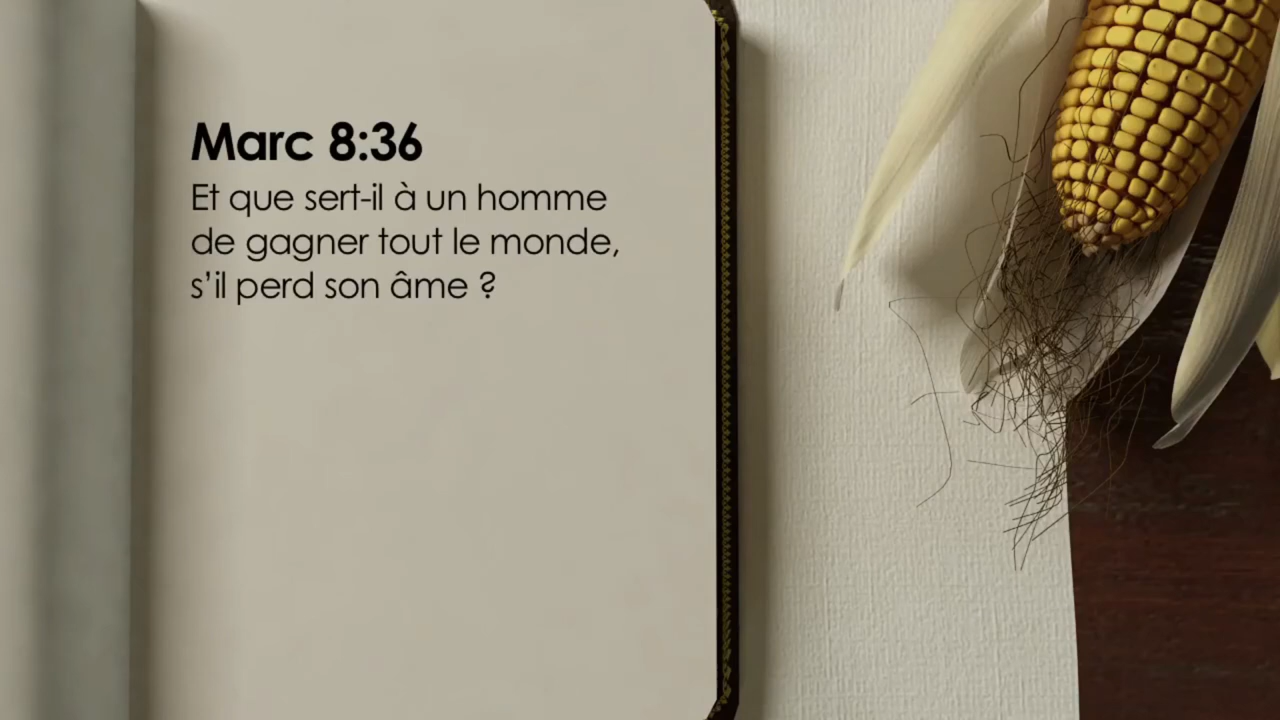 Marc 8:36
Et que sert-il à un homme
de gagner tout le monde,
s’il perd son âme ?